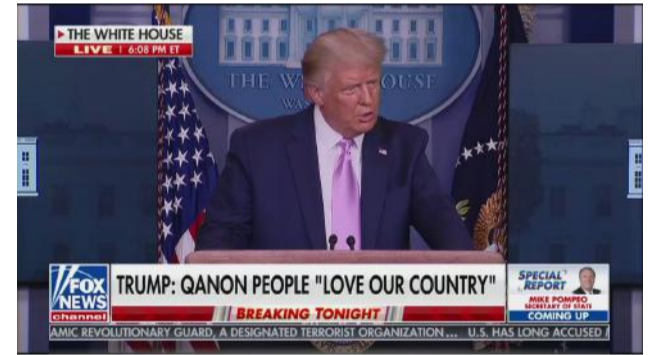 THE WHITE HOUSE
LIVE | 6:08 PM ET
THE W OUSE
WAS
FOX
NEWS
channel
TRUMP: QANON PEOPLE "LOVE OUR COUNTRY"
BREAKING TONIGHT
SPECIAL
REPORT
MIKE POMPEO
SECRETARY OF STATE
COMING UP
AMIC REVOLUTIONARY GUARD, A DESIGNATED TERRORIST ORGANIZATION... U.S. HAS LONG ACCUSED